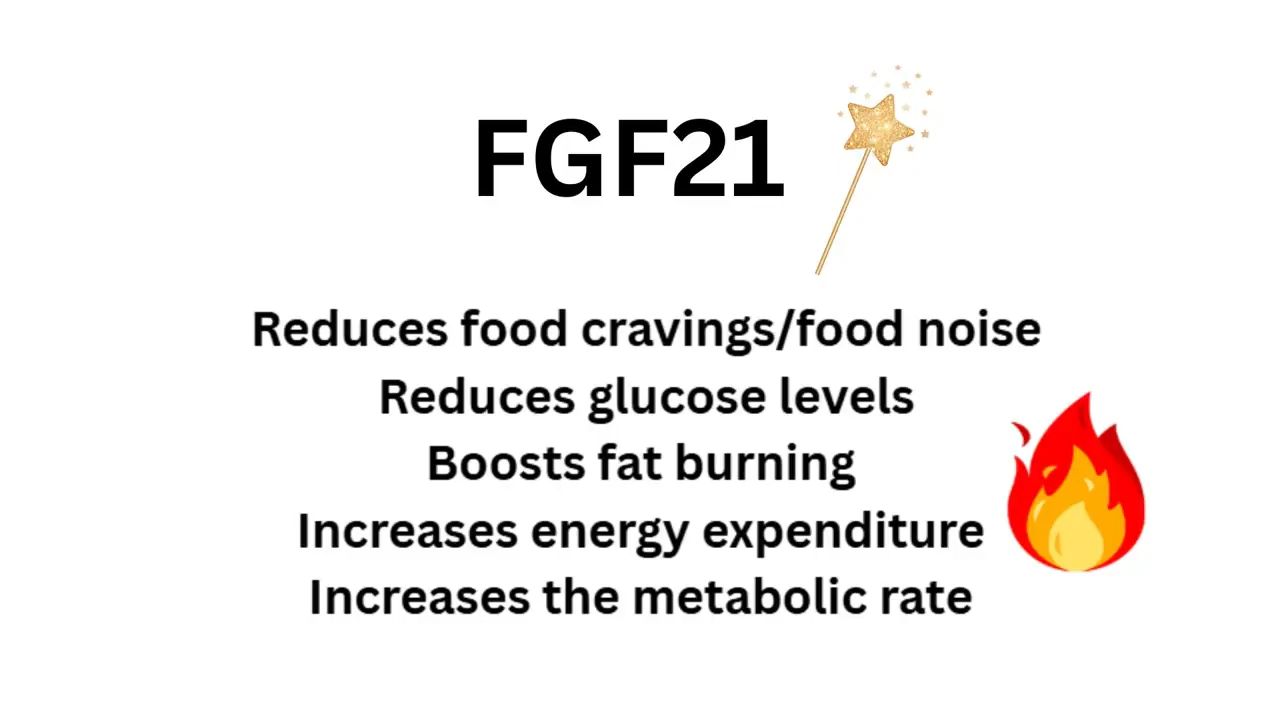 FGF21
Reduces food cravings/food noise
Reduces glucose levels
Boosts fat burning
Increases energy expenditure
Increases the metabolic rate